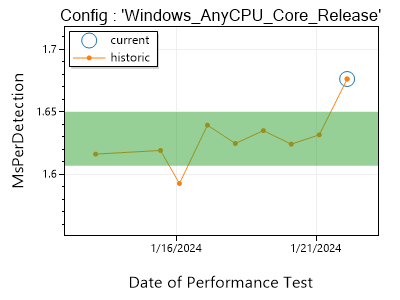 Config : 'Windows_AnyCPU_Core_Release'
current
historic
1.7
1.65
1.6
MsPerDetection
1/16/2024
1/21/2024
Date of Performance Test